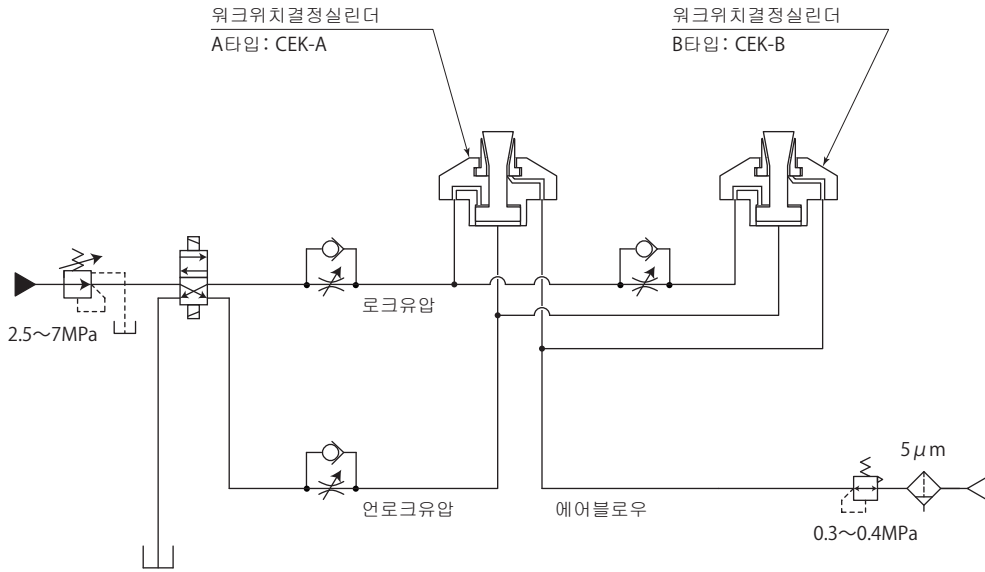 워크위치결정실린더
A타입: CEK-A
워크위치결정실린더
B타입: CEK-B
로크유압
2.5～7MPa
5μm
언로크유압
에어블로우
0.3～0.4MPa